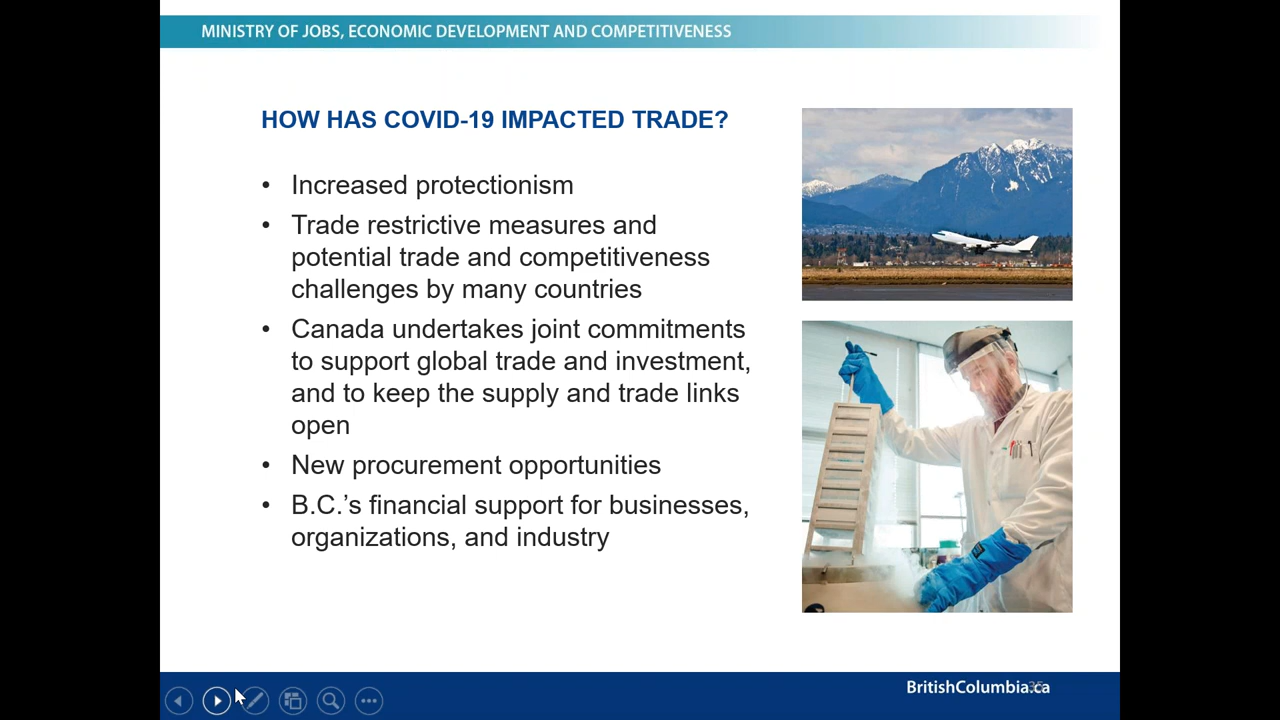 MINISTRY OF JOBS, ECONOMIC DEVELOPMENT AND COMPETITIVENESS
HOW HAS COVID-19 IMPACTED TRADE?
• Increased protectionism
• Trade restrictive measures and
potential trade and competitiveness
challenges by many countries
• Canada undertakes joint commitments
to support global trade and investment,
and to keep the supply and trade links
open
• New procurement opportunities
• B.C.’s financial support for businesses,
organizations, and industry
BritishColumbia.ca